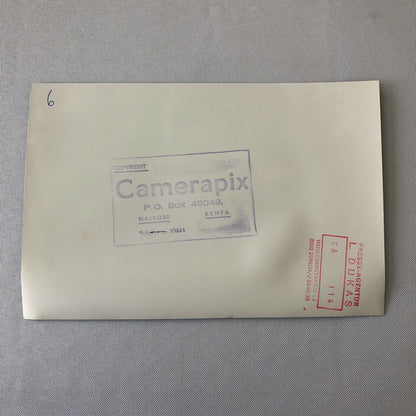 6
COPYRIGHT
Camerapix
P.O. Box 45048,
NAIROBI KENYA
PRESSE-AGENTUR
L. DUKAS
CA 114